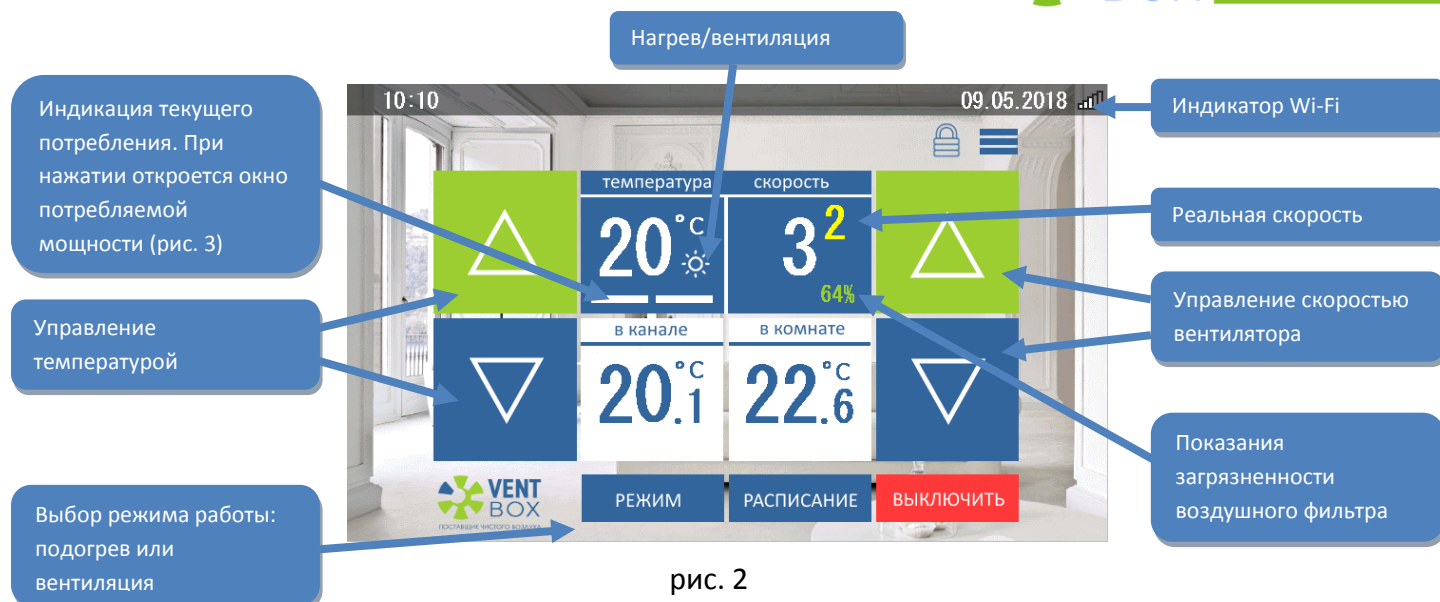 Нагрев/вентиляция
Индикация текущего
потребления. При
нажатии откроется окно
потребляемой
мощности (рис. 3)
Управление
температурой
Выбор режима работы:
подогрев или
вентиляция
10:10
09.05.2018
температура
скорость
20°C
3
2
64%
в канале
в комнате
20.1°C
22.6°C
VENT
BOX
ПОСТАВЩИК ЧИСТОГО ВОЗДУХА
РЕЖИМ
РАСПИСАНИЕ
ВЫКЛЮЧИТЬ
Индикатор Wi-Fi
Реальная скорость
Управление скоростью
вентилятора
Показания
загрязненности
воздушного фильтра
рис. 2